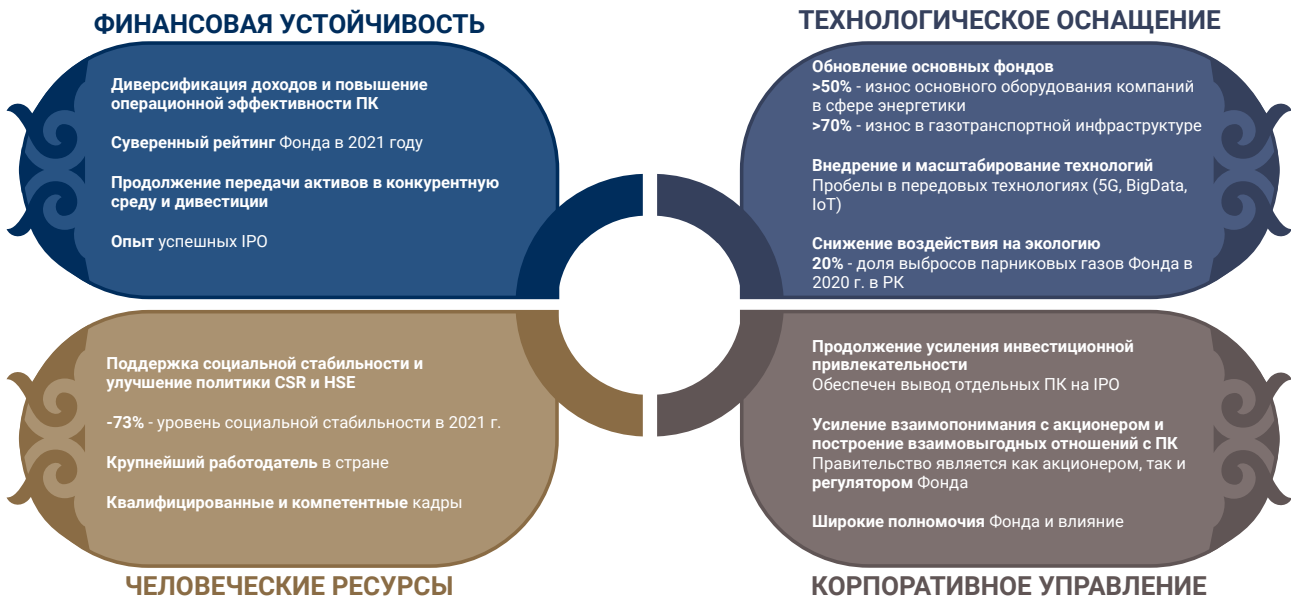 ФИНАНСОВАЯ УСТОЙЧИВОСТЬ
Диверсификация доходов и повышение
операционной эффективности ПК
Суверенный рейтинг Фонда в 2021 году
Продолжение передачи активов в конкурентную
среду и дивестиции
Опыт успешных IPO
ТЕХНОЛОГИЧЕСКОЕ ОСНАЩЕНИЕ
Обновление основных фондов
>50% - износ основного оборудования компаний
в сфере энергетики
>70% - износ в газотранспортной инфраструктуре
Внедрение и масштабирование технологий
Пробелы в передовых технологиях (5G, BigData,
IoT)
Снижение воздействия на экологию
20% - доля выбросов парниковых газов Фонда в
2020 г. в РК
Поддержка социальной стабильности и
улучшение политики CSR и HSE
-73% - уровень социальной стабильности в 2021 г.
Крупнейший работодатель в стране
Квалифицированные и компетентные кадры
ЧЕЛОВЕЧЕСКИЕ РЕСУРСЫ
Продолжение усиления инвестиционной
привлекательности
Обеспечен вывод отдельных ПК на IPO
Усиление взаимопонимания с акционером и
построение взаимовыгодных отношений с ПК
Правительство является как акционером, так и
регулятором Фонда
Широкие полномочия Фонда и влияние
КОРПОРАТИВНОЕ УПРАВЛЕНИЕ